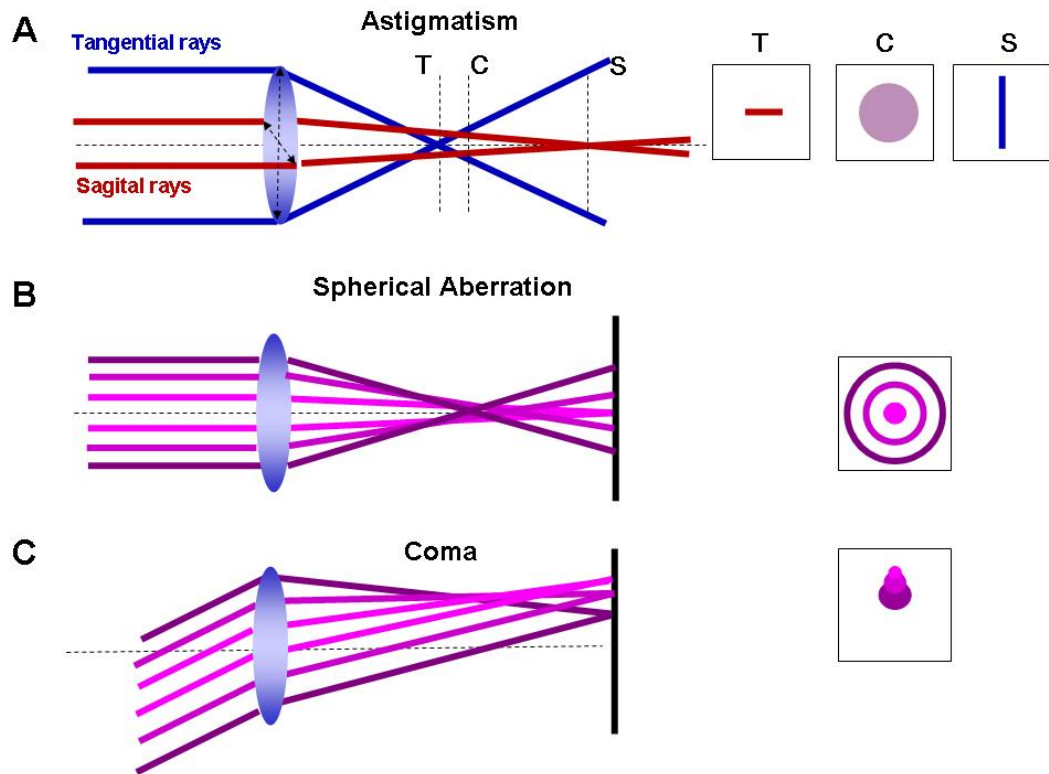 A
Astigmatism
Tangential rays
T C S
Sagital rays
T C S
B
Spherical Aberration
C
Coma